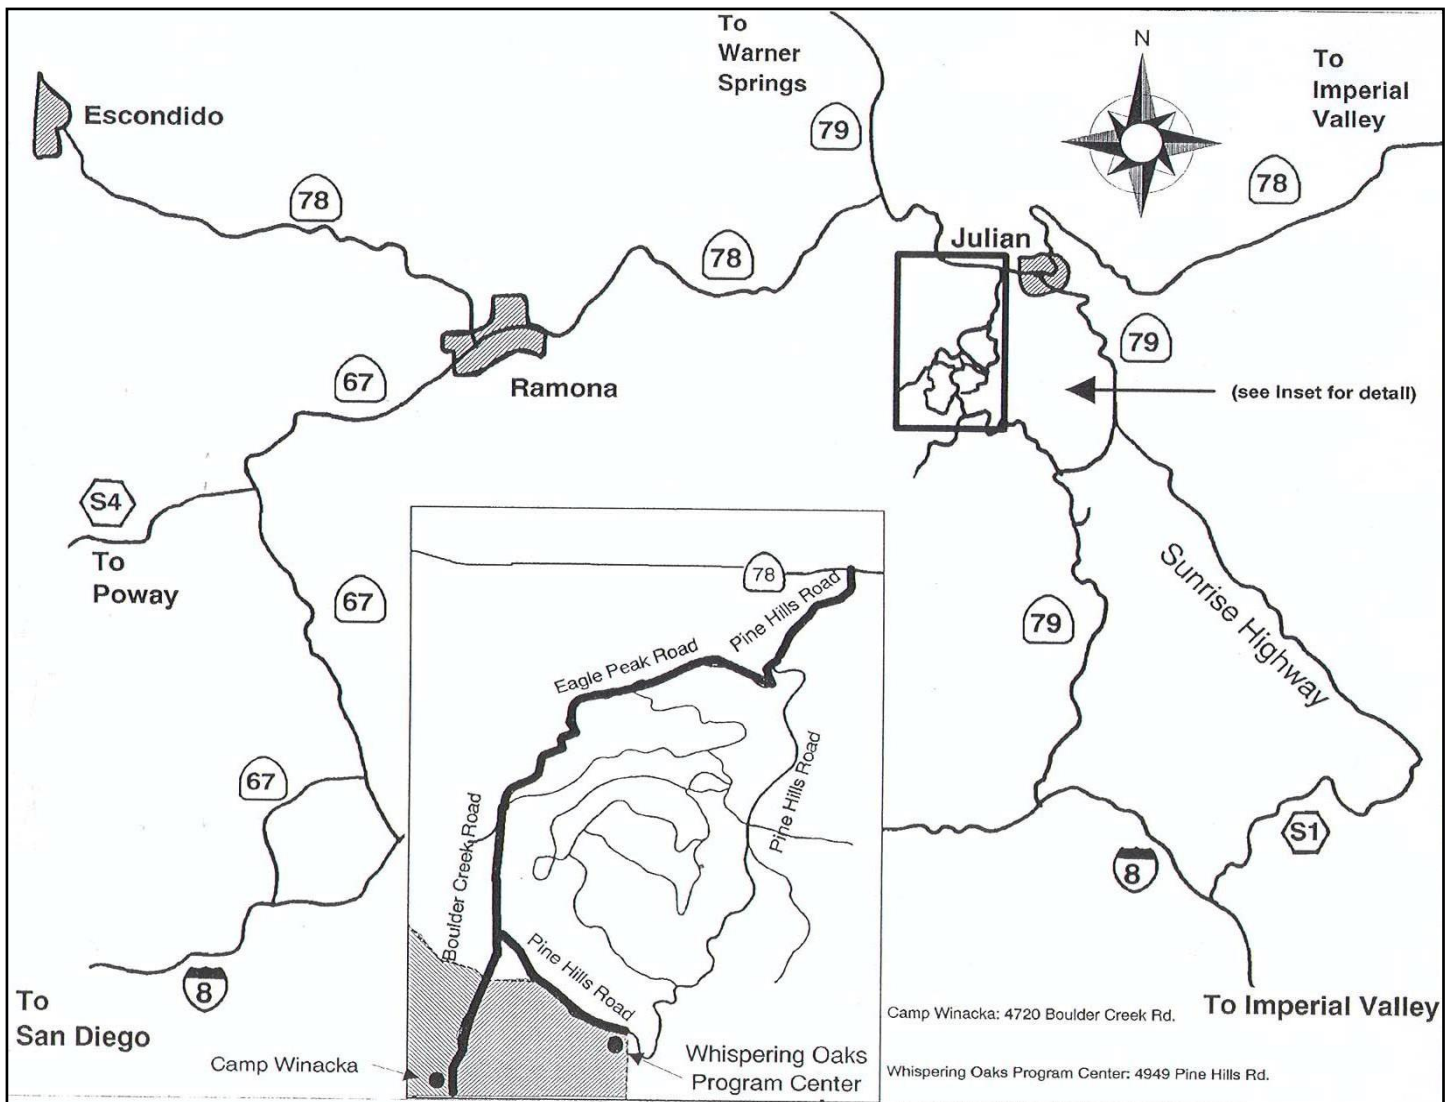 To
Warner
Springs
N
To
Imperial
Valley
Escondido
79
78
78
78
Julian
79
67
Ramona
(see Inset for detail)
S4
To
Poway
67
Sunrise Highway
79
78
Pine Hills Road
Eagle Peak Road
Pine Hills Road
67
Boulder Creek Road
S1
8
Pine Hills Road
8
To
San Diego
To Imperial Valley
Camp Winacka: 4720 Boulder Creek Rd.
Camp Winacka
Whispering Oaks
Program Center
Whispering Oaks Program Center: 4949 Pine Hills Rd.